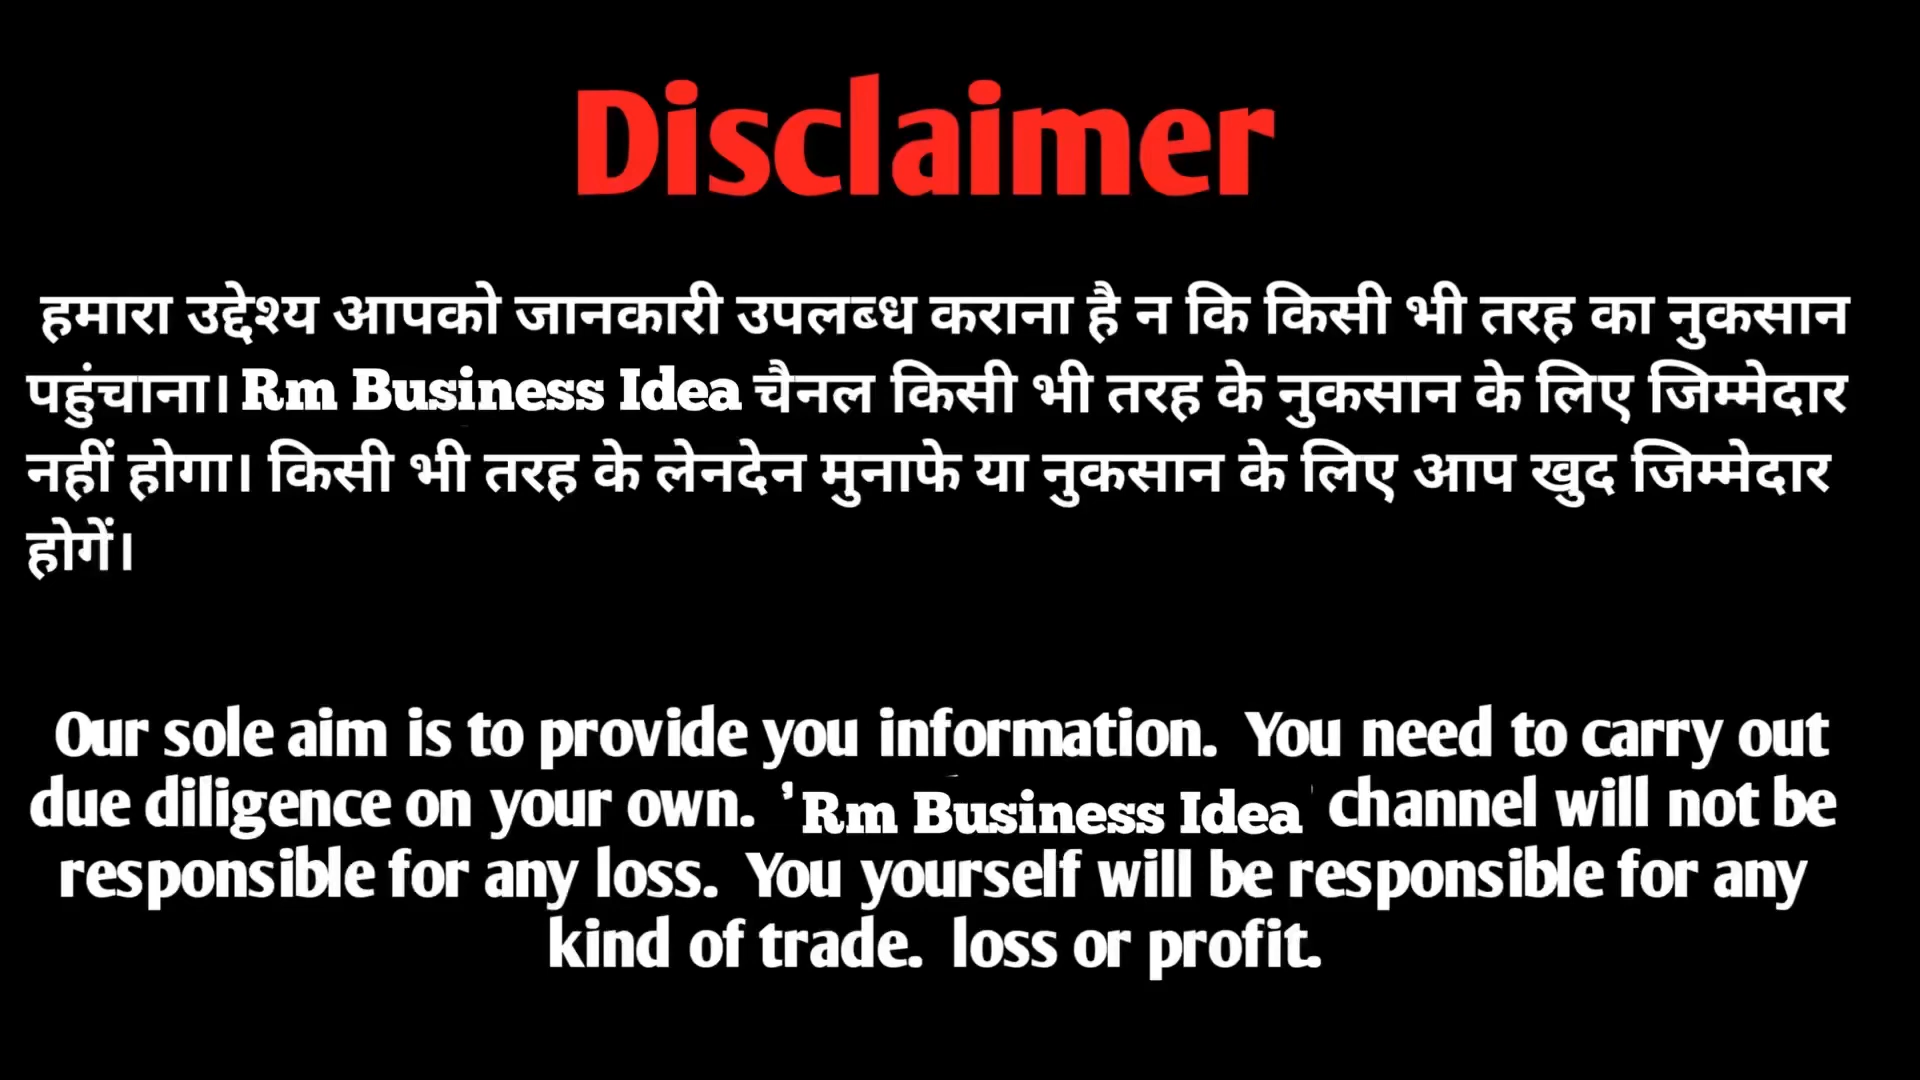 Disclaimer
हमारा उद्देश्य आपको जानकारी उपलब्ध कराना है न कि किसी भी तरह का नुकसान
पहुंचाना। Rm Business Idea चैनल किसी भी तरह के नुकसान के लिए जिम्मेदार
नहीं होगा। किसी भी तरह के लेनदेन मुनाफे या नुकसान के लिए आप खुद जिम्मेदार
होगें।
Our sole aim is to provide you information. You need to carry out
due diligence on your own. 'Rm Business Idea' channel will not be
responsible for any loss. You yourself will be responsible for any
kind of trade. loss or profit.